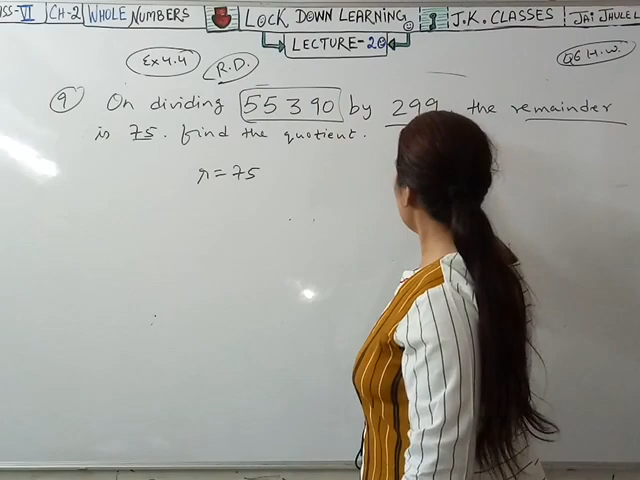 SS-VI CH-2 WHOLE NUMBERS LOCK DOWN LEARNING J.K. CLASSES JAI JHULEL
LECTURE-20
Ex 4.4 R.D. Q6 H.W.
9 On dividing 55390 by 299, the remainder
is 75. find the quotient.
r = 75